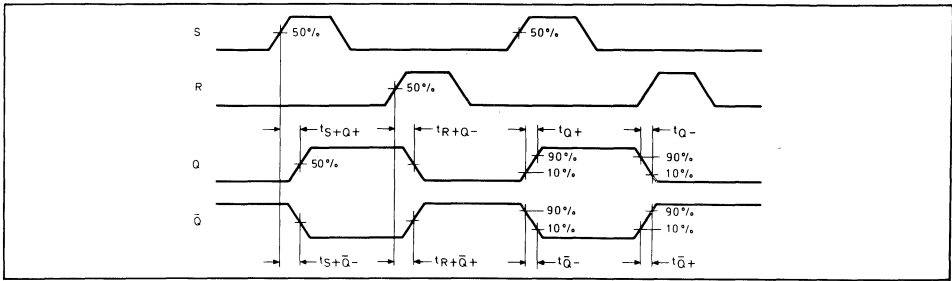 S 50% 50%
R 50%
tS+Q+ tR+Q- tQ+ tQ-
Q 50% 90% 90%
10% 10%
Q̄ 90% 90%
10% 10%
tS+Q̄- tR+Q̄+ tQ̄- tQ̄+